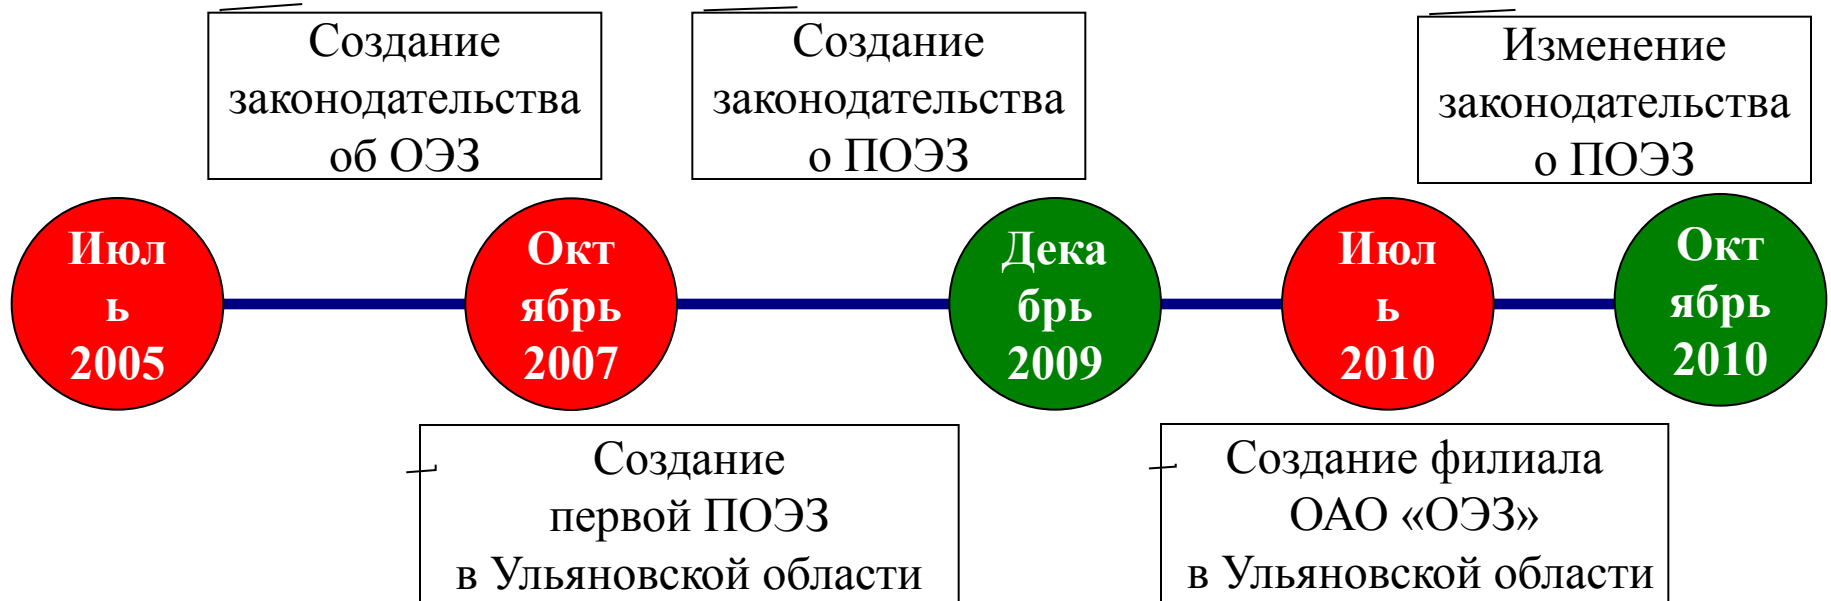 Создание
законодательства
об ОЭЗ
Создание
законодательства
о ПОЭЗ
Изменение
законодательства
о ПОЭЗ
Июл
ь
2005
Окт
ябрь
2007
Дека
брь
2009
Июл
ь
2010
Окт
ябрь
2010
Создание
первой ПОЭЗ
в Ульяновской области
Создание филиала
ОАО «ОЭЗ»
в Ульяновской области